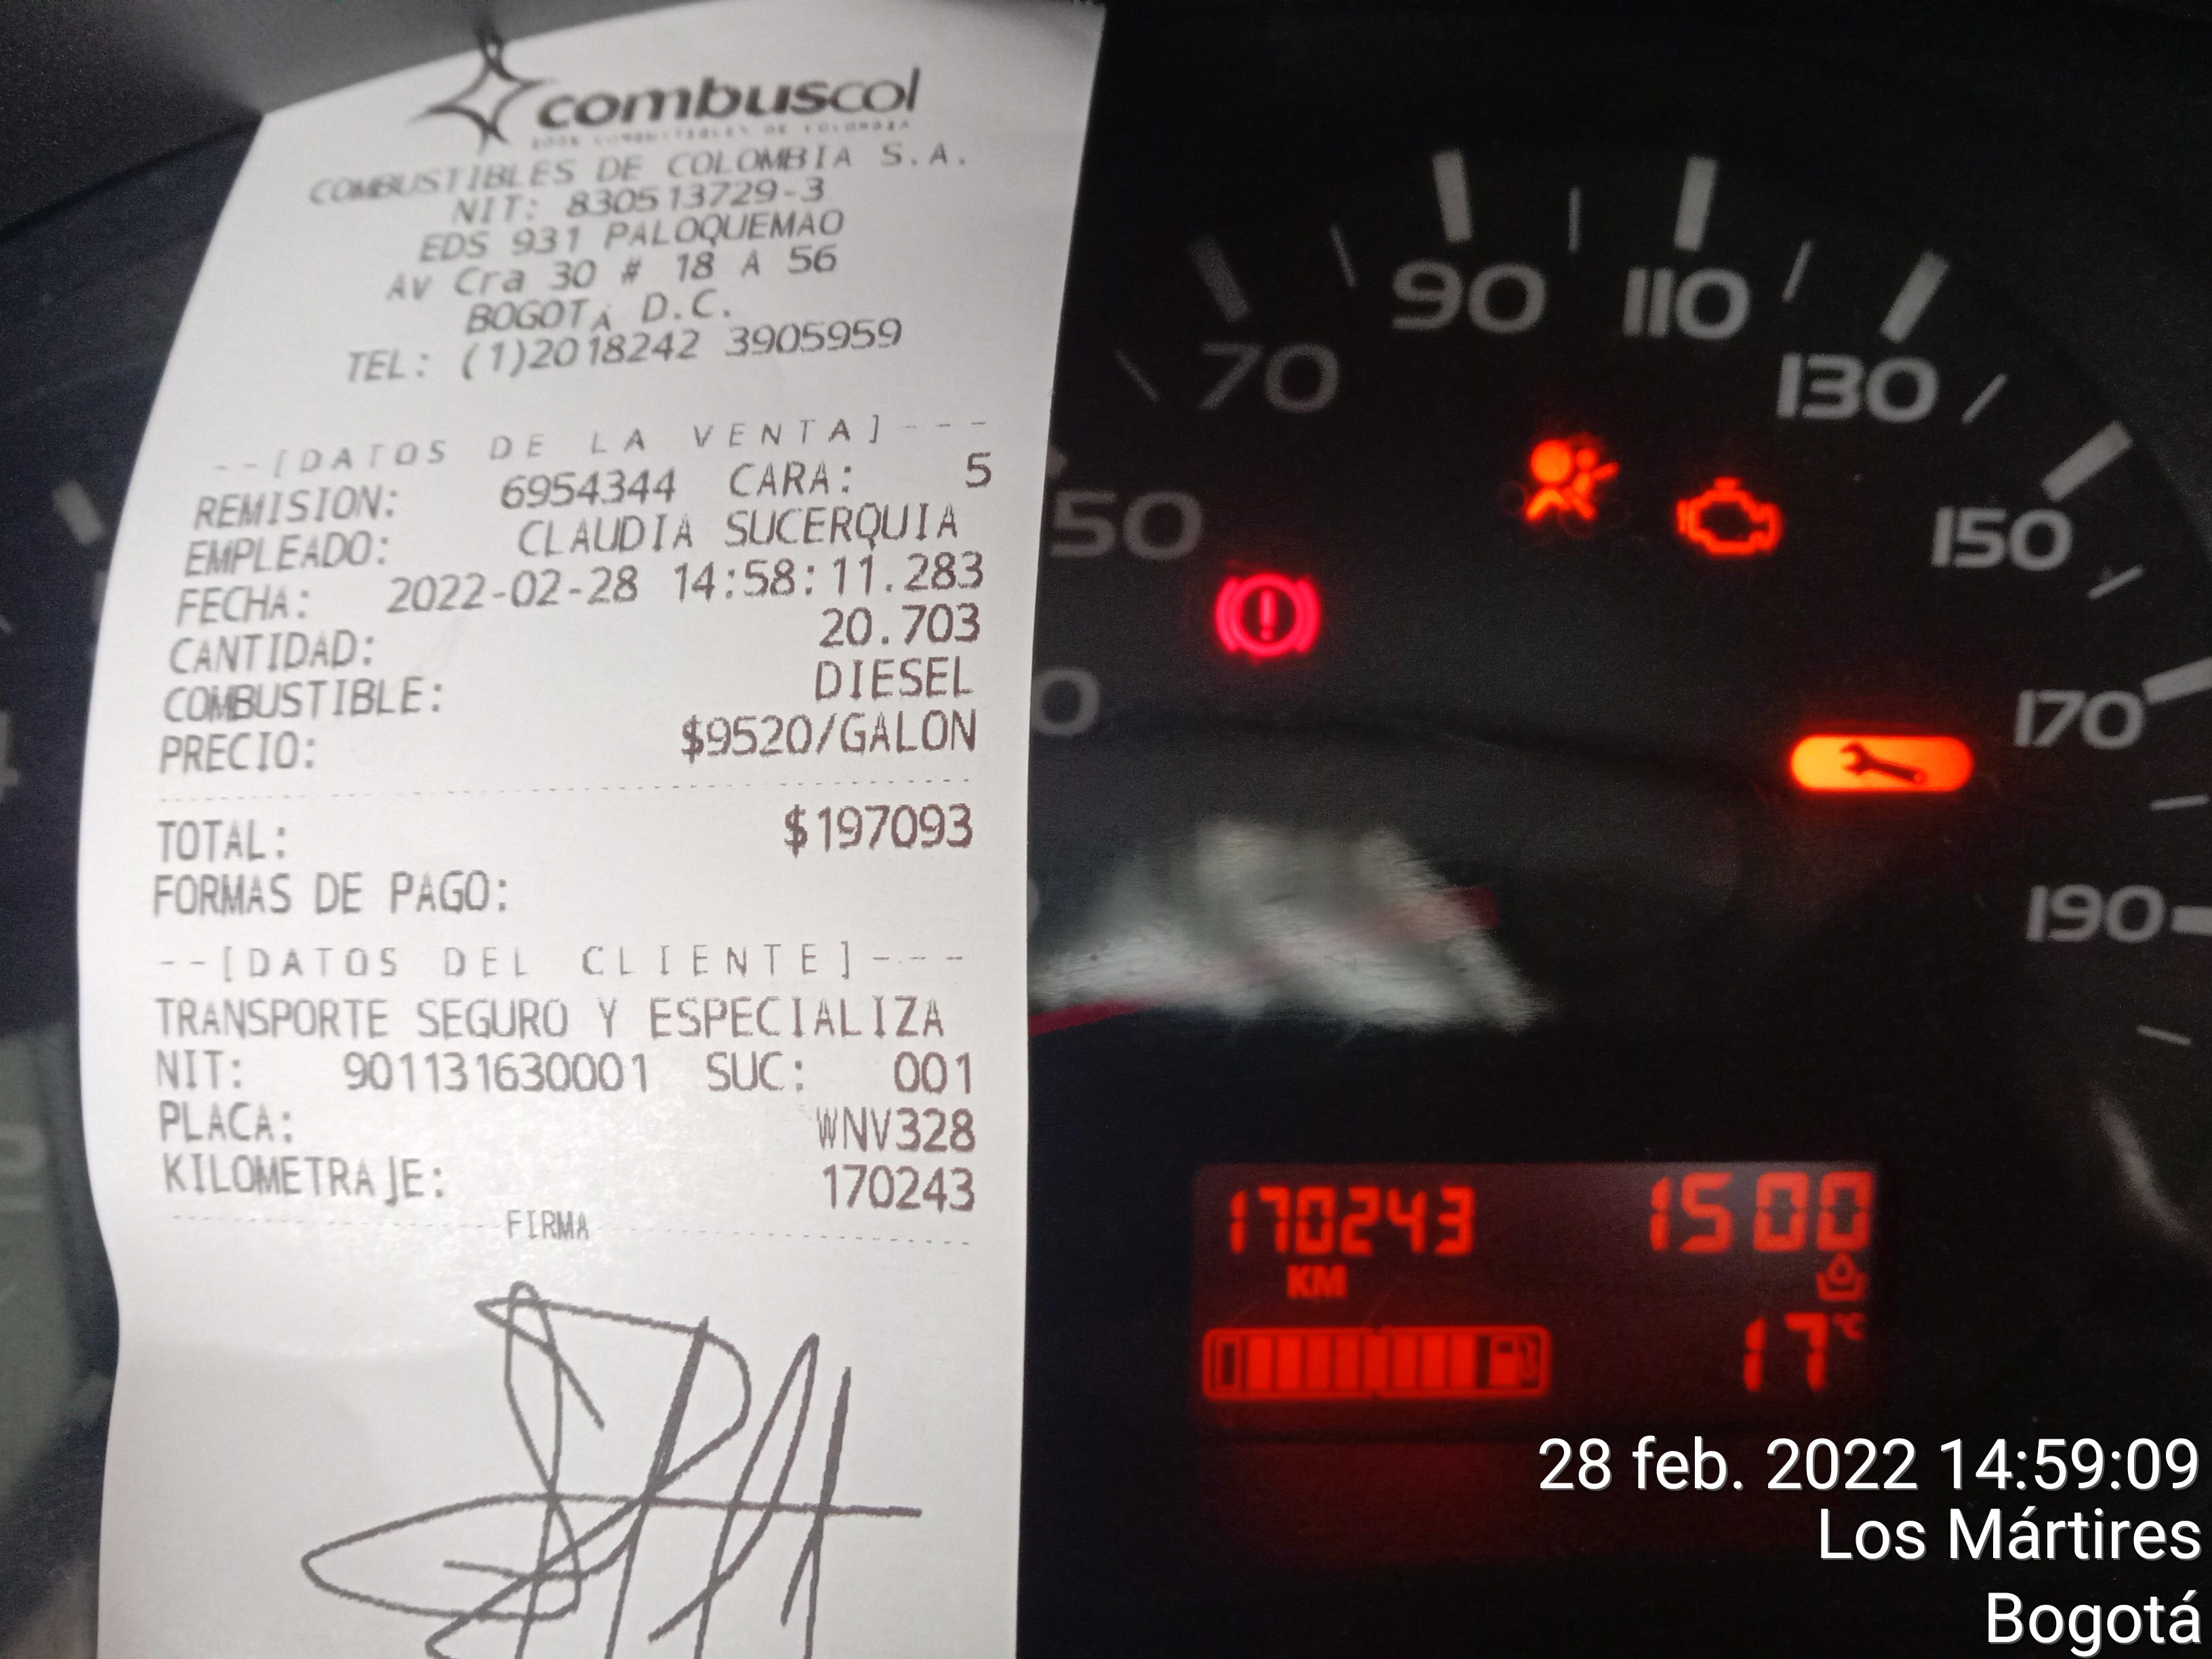 combuscol
COMBUSTIBLES DE COLOMBIA S.A.
NIT: 830513729-3
EDS 931 PALOQUEMAO
Av Cra 30 # 18 A 56
BOGOTÁ D.C.
TEL: (1)2018242 3905959
--[DATOS DE LA VENTA]---
REMISION: 6954344 CARA: 5
EMPLEADO: CLAUDIA SUCERQUIA
FECHA: 2022-02-28 14:58:11.283
CANTIDAD: 20.703
COMBUSTIBLE: DIESEL
PRECIO: $9520/GALON
TOTAL: $197093
FORMAS DE PAGO:
--[DATOS DEL CLIENTE]---
TRANSPORTE SEGURO Y ESPECIALIZA
NIT: 901131630001 SUC: 001
PLACA: WNV328
KILOMETRAJE: 170243
FIRMA
50
70
90
110
130
150
170
190
170243 1500
KM
17°C
28 feb. 2022 14:59:09
Los Mártires
Bogotá